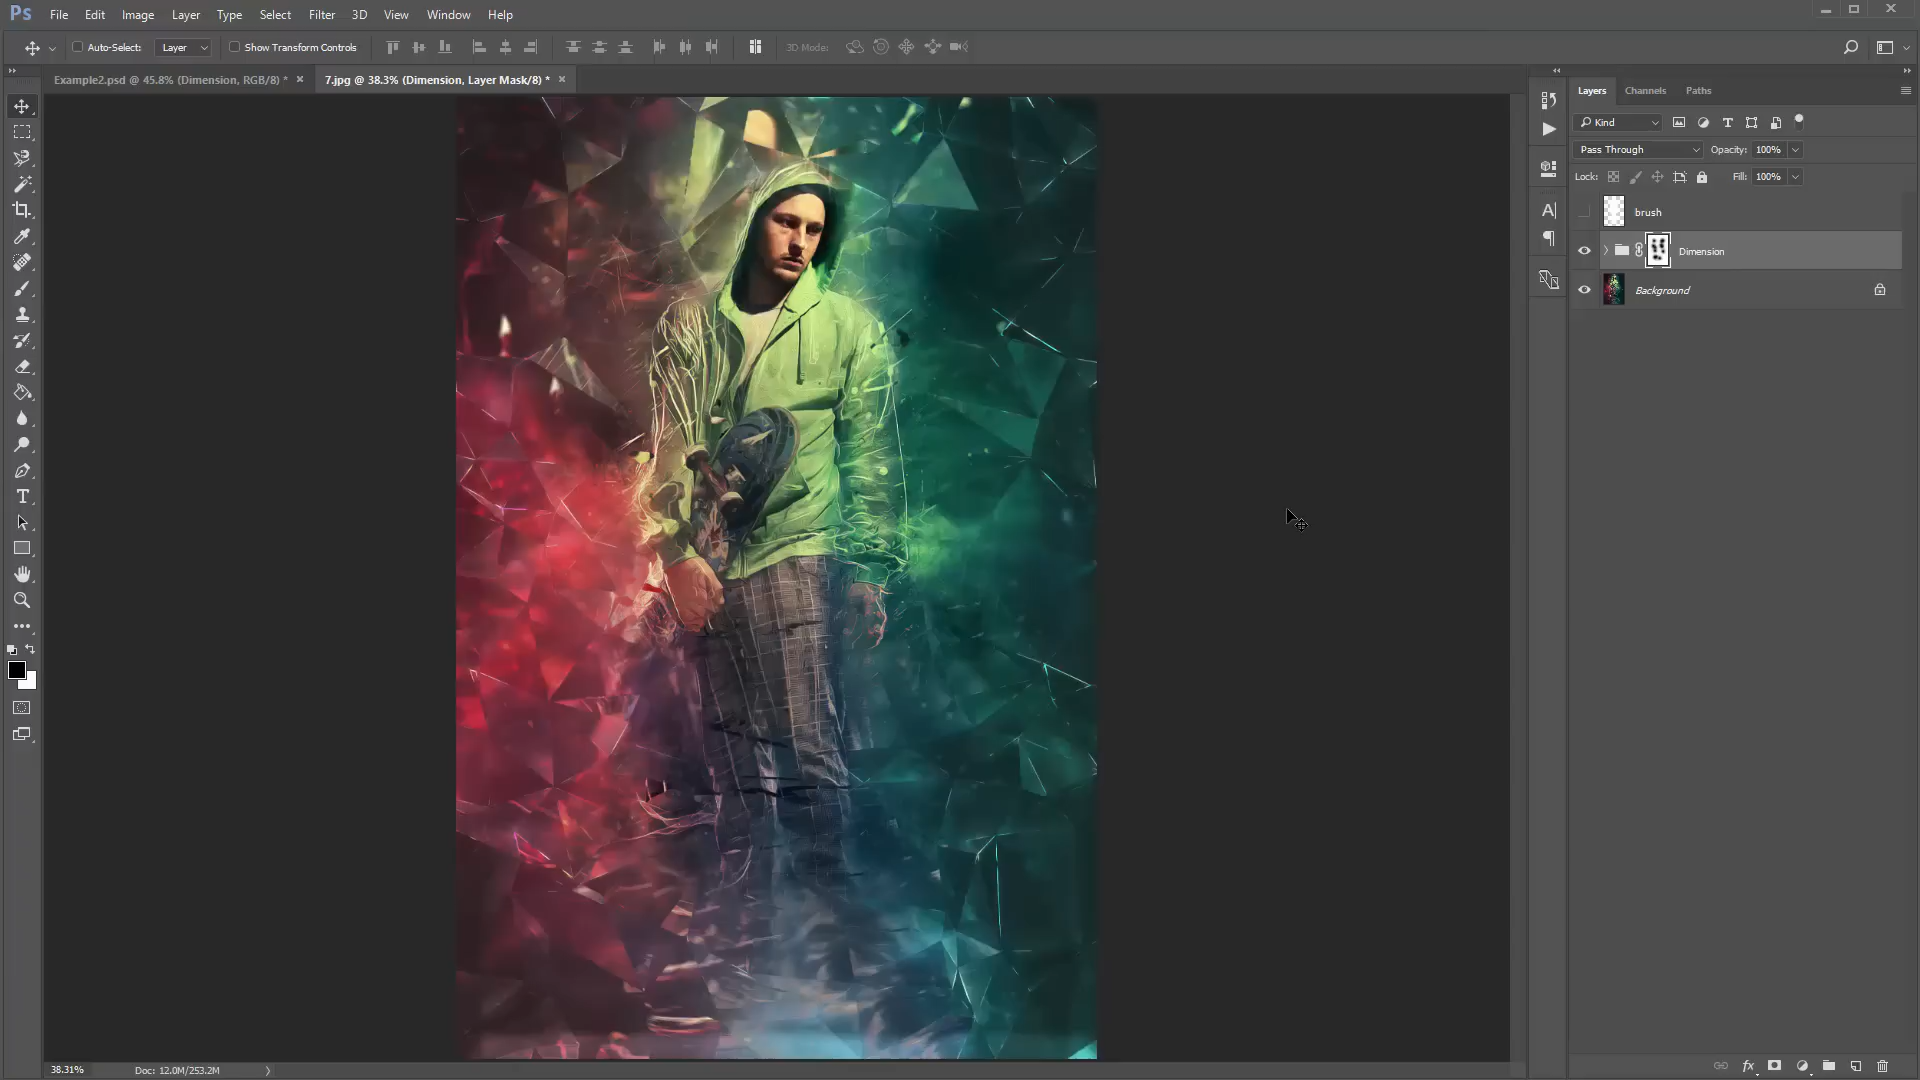 Ps File Edit Image Layer Type Select Filter 3D View Window Help
Auto-Select: Layer Show Transform Controls 3D Mode:
Example2.psd @ 45.8% (Dimension, RGB/8) * × 7.jpg @ 38.3% (Dimension, Layer Mask/8) * ×
Layers Channels Paths
Kind
Pass Through Opacity: 100%
Lock: Fill: 100%
brush
Dimension
Background
38.31% Doc: 12.0M/253.2M